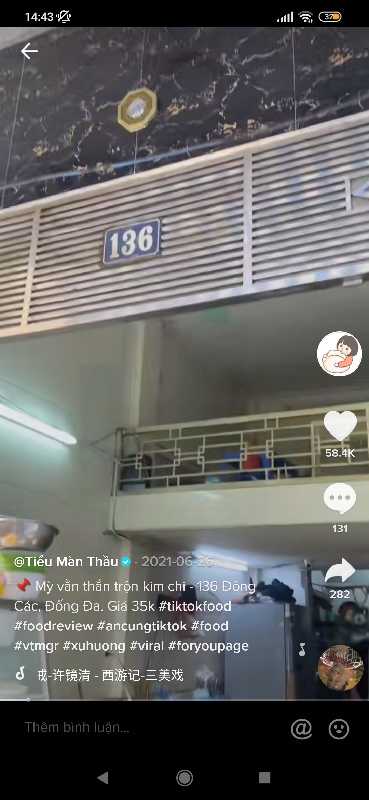 14:43
37
136
58.4K
131
282
@Tiểu Màn Thầu - 2021-06-26
📌 Mỳ vằn thắn trộn kim chi - 136 Đông
Các, Đống Đa. Giá 35k #tiktokfood
#foodreview #ancungtiktok #food
#vtmgr #xuhuong #viral #foryoupage
戒-许镜清 - 西游记-三美戏
Thêm bình luận...